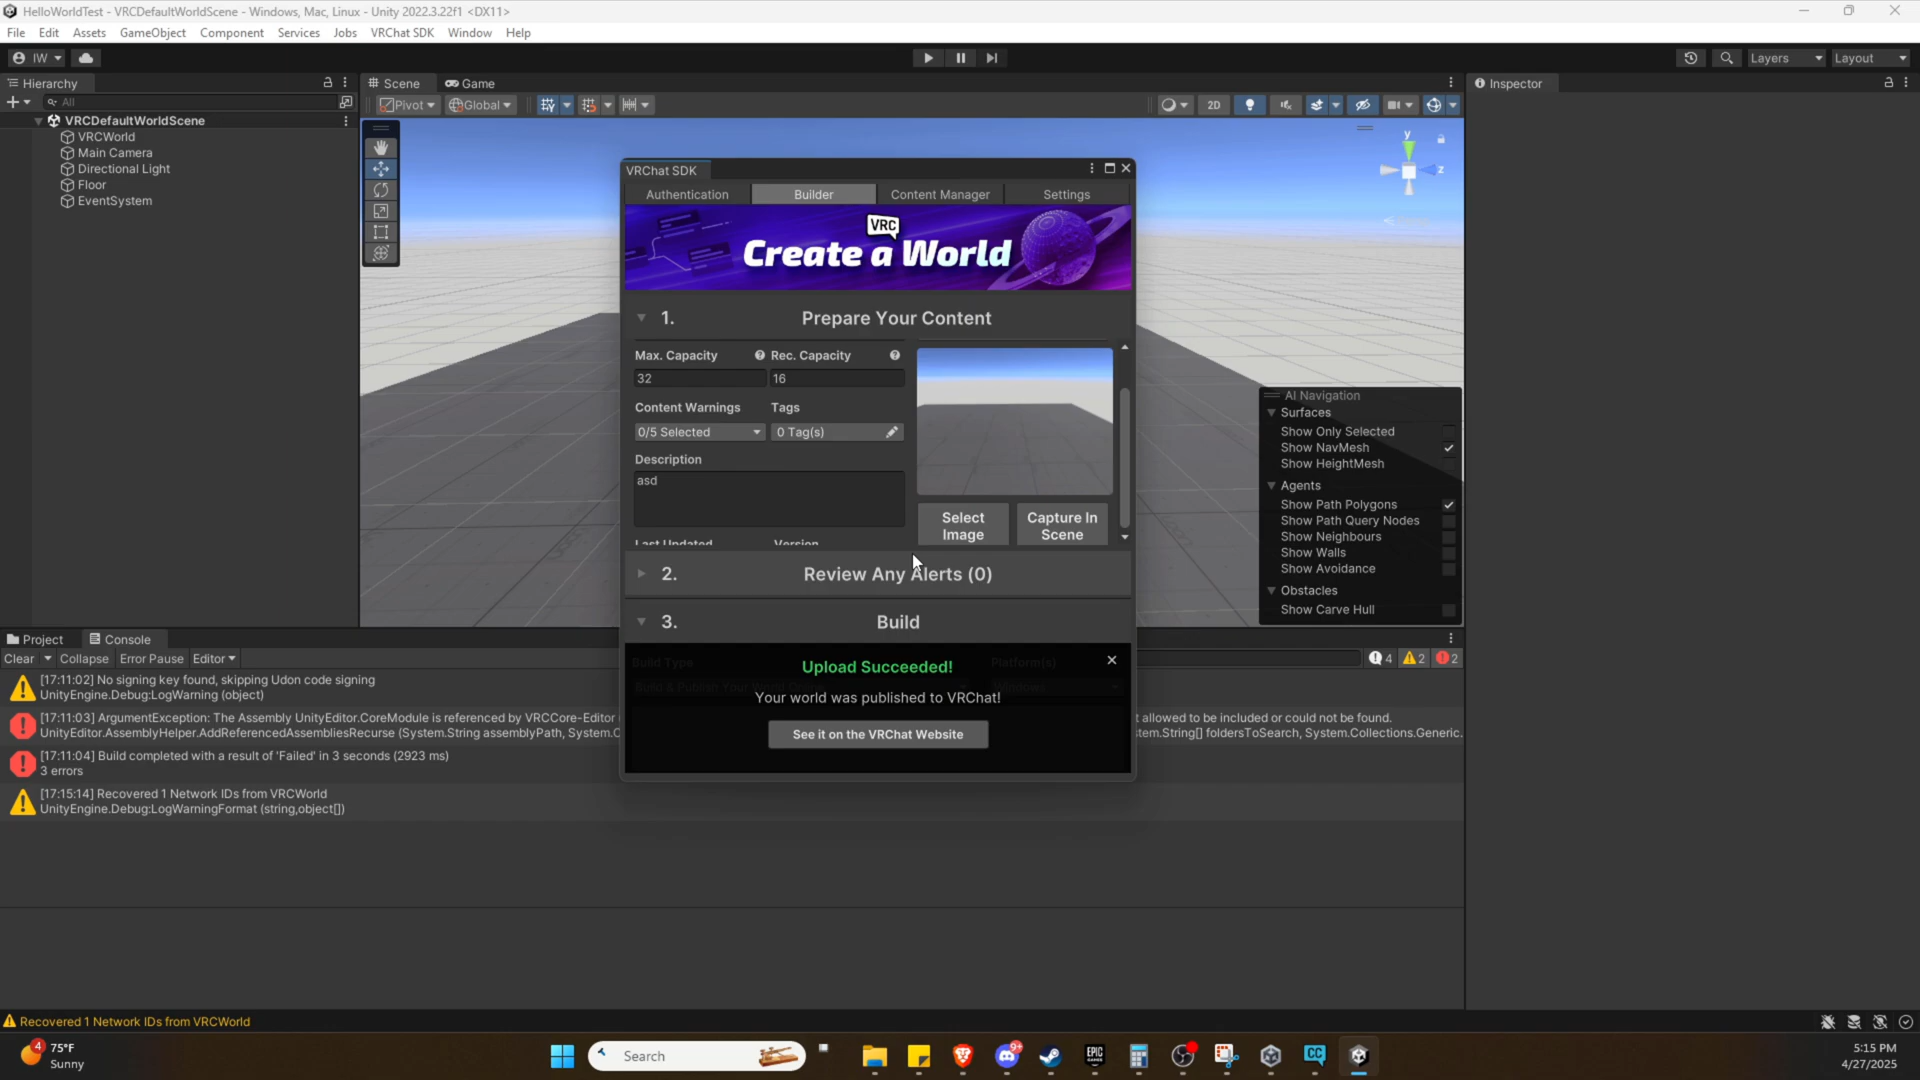 HelloWorldTest - VRCDefaultWorldScene - Windows, Mac, Linux - Unity 2022.3.22f1 <DX11>
File Edit Assets GameObject Component Services Jobs VRChat SDK Window Help
IW Layers Layout
Hierarchy Scene Game Inspector
All Pivot Global 2D
VRCDefaultWorldScene
VRCWorld
Main Camera
Directional Light
Floor
EventSystem
y
z
VRChat SDK
Authentication Builder Content Manager Settings
VRC
Create a World
1. Prepare Your Content
Max. Capacity Rec. Capacity
32 16
Content Warnings Tags
0/5 Selected 0 Tag(s)
Description
asd
Select Image
Capture In Scene
Last Updated Version
2. Review Any Alerts (0)
3. Build
Build Type Platform(s)
Upload Succeeded!
Your world was published to VRChat!
See it on the VRChat Website
AI Navigation
Surfaces
Show Only Selected
Show NavMesh
Show HeightMesh
Agents
Show Path Polygons
Show Path Query Nodes
Show Neighbours
Show Walls
Show Avoidance
Obstacles
Show Carve Hull
Project Console
Clear Collapse Error Pause Editor 4 2 2
[17:11:02] No signing key found, skipping Udon code signing
UnityEngine.Debug:LogWarning (object)
[17:11:03] ArgumentException: The Assembly UnityEditor.CoreModule is referenced by VRCCore-Editor allowed to be included or could not be found.
UnityEditor.AssemblyHelper.AddReferencedAssembliesRecurse (System.String assemblyPath, System.C tem.String[] foldersToSearch, System.Collections.Generic.
[17:11:04] Build completed with a result of 'Failed' in 3 seconds (2923 ms)
3 errors
[17:15:14] Recovered 1 Network IDs from VRCWorld
UnityEngine.Debug:LogWarningFormat (string,object[])
Recovered 1 Network IDs from VRCWorld
4 75°F
Sunny
Search
9+
EPIC GAMES
CC
5:15 PM
4/27/2025